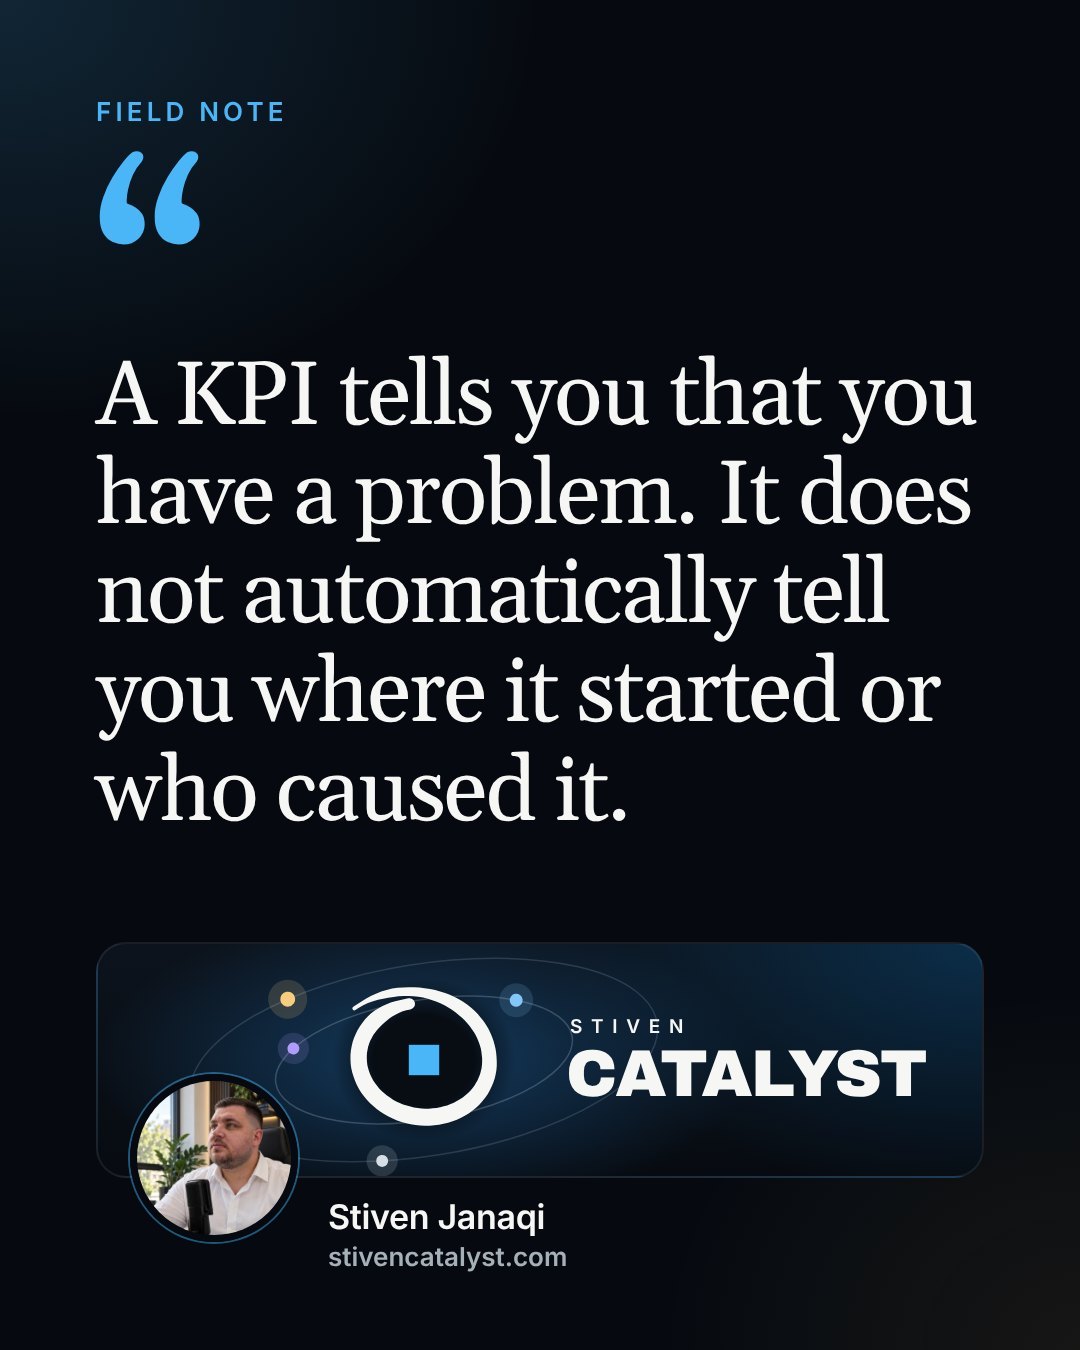 FIELD NOTE
“
A KPI tells you that you
have a problem. It does
not automatically tell
you where it started or
who caused it.
STIVEN
CATALYST
Stiven Janaqi
stivencatalyst.com